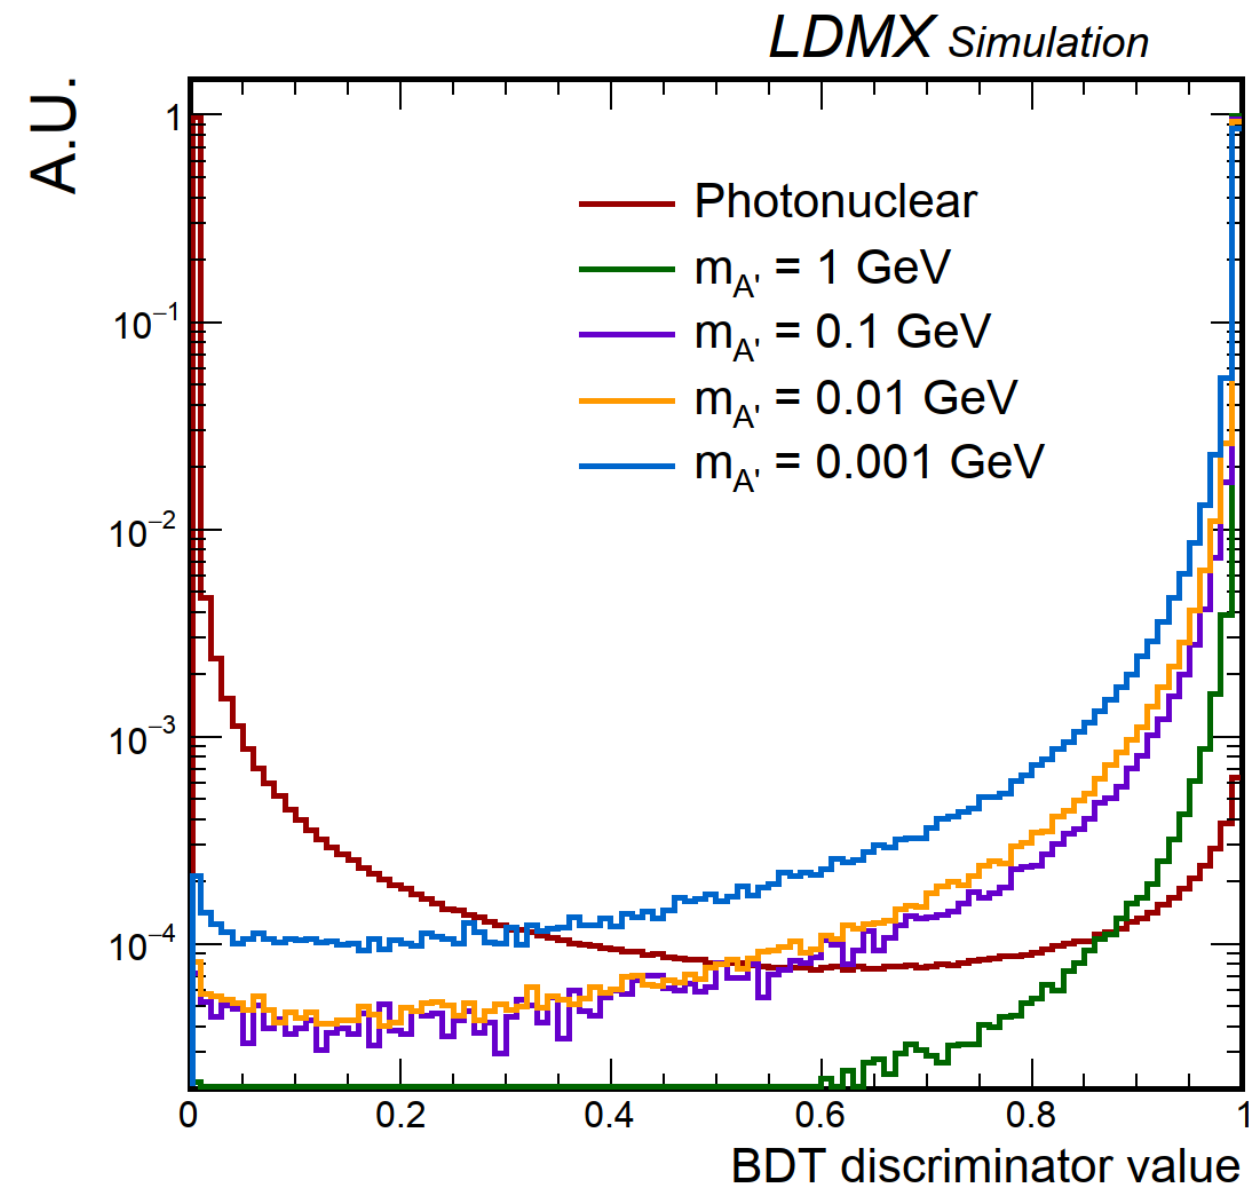 LDMX Simulation
A.U.
1
10⁻¹
10⁻²
10⁻³
10⁻⁴
Photonuclear
m_A' = 1 GeV
m_A' = 0.1 GeV
m_A' = 0.01 GeV
m_A' = 0.001 GeV
0 0.2 0.4 0.6 0.8 1
BDT discriminator value